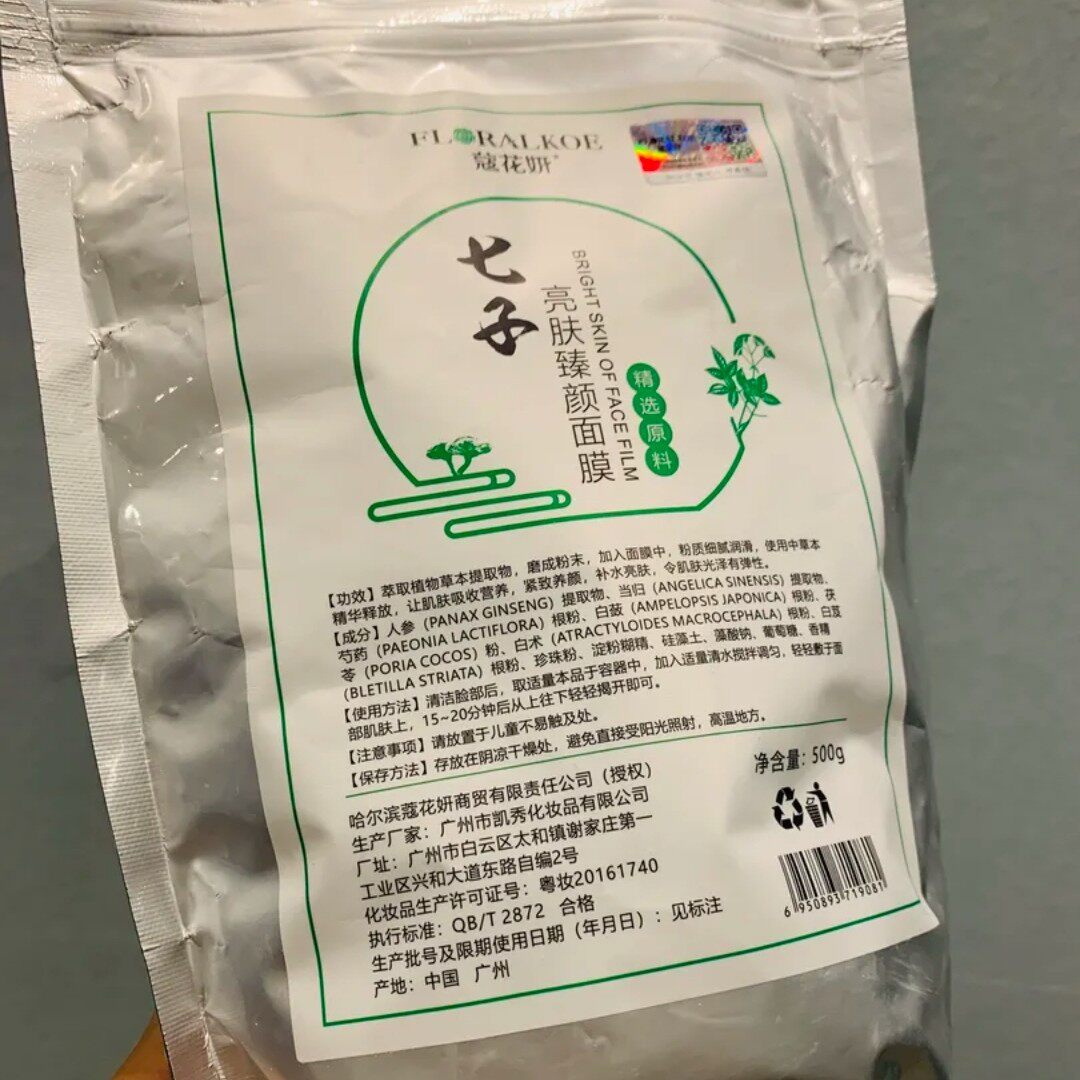 FLORALKOE
蔻花妍
七子
BRIGHT SKIN OF FACE FILM
亮肤臻颜面膜
精选原料
【功效】萃取植物草本提取物，磨成粉末，加入面膜中，粉质细腻润滑，使用中草本
精华释放，让肌肤吸收营养，紧致养颜，补水亮肤，令肌肤光泽有弹性。
【成分】人参（PANAX GINSENG）提取物、当归（ANGELICA SINENSIS）提取物、
芍药（PAEONIA LACTIFLORA）根粉、白蔹（AMPELOPSIS JAPONICA）根粉、茯
苓（PORIA COCOS）粉、白术（ATRACTYLOIDES MACROCEPHALA）根粉、白芨
（BLETILLA STRIATA）根粉、珍珠粉、淀粉糊精、硅藻土、藻酸钠、葡萄糖、香精
【使用方法】清洁脸部后，取适量本品于容器中，加入适量清水搅拌调匀，轻轻敷于面
部肌肤上，15~20分钟后从上往下轻轻揭开即可。
【注意事项】请放置于儿童不易触及处。
【保存方法】存放在阴凉干燥处，避免直接受阳光照射，高温地方。
净含量：500g
哈尔滨蔻花妍商贸有限责任公司（授权）
生产厂家：广州市凯秀化妆品有限公司
厂址：广州市白云区太和镇谢家庄第一
工业区兴和大道东路自编2号
化妆品生产许可证号：粤妆20161740
执行标准：QB/T 2872 合格
生产批号及限期使用日期（年月日）：见标注
产地：中国 广州
6 950893 719081